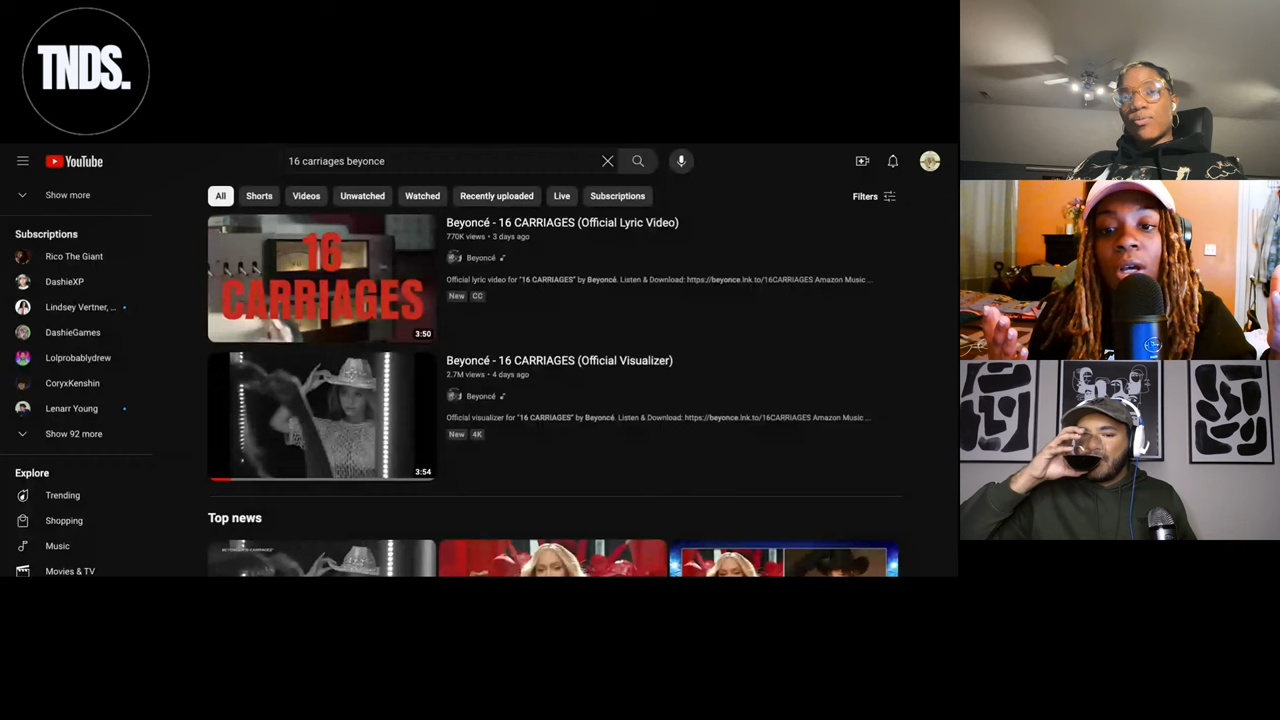 TNDS.
YouTube
16 carriages beyonce
Show more
All
Shorts
Videos
Unwatched
Watched
Recently uploaded
Live
Subscriptions
Filters
Subscriptions
Rico The Giant
DashieXP
Lindsey Vertner, ...
DashieGames
Lolprobablydrew
CoryxKenshin
Lenarr Young
Show 92 more
Explore
Trending
Shopping
Music
Movies & TV
16
CARRIAGES
3:50
Beyoncé - 16 CARRIAGES (Official Lyric Video)
770K views • 3 days ago
Beyoncé
Official lyric video for "16 CARRIAGES" by Beyoncé. Listen & Download: https://beyonce.lnk.to/16CARRIAGES Amazon Music ...
New CC
3:54
Beyoncé - 16 CARRIAGES (Official Visualizer)
2.7M views • 4 days ago
Beyoncé
Official visualizer for "16 CARRIAGES" by Beyoncé. Listen & Download: https://beyonce.lnk.to/16CARRIAGES Amazon Music ...
New 4K
Top news